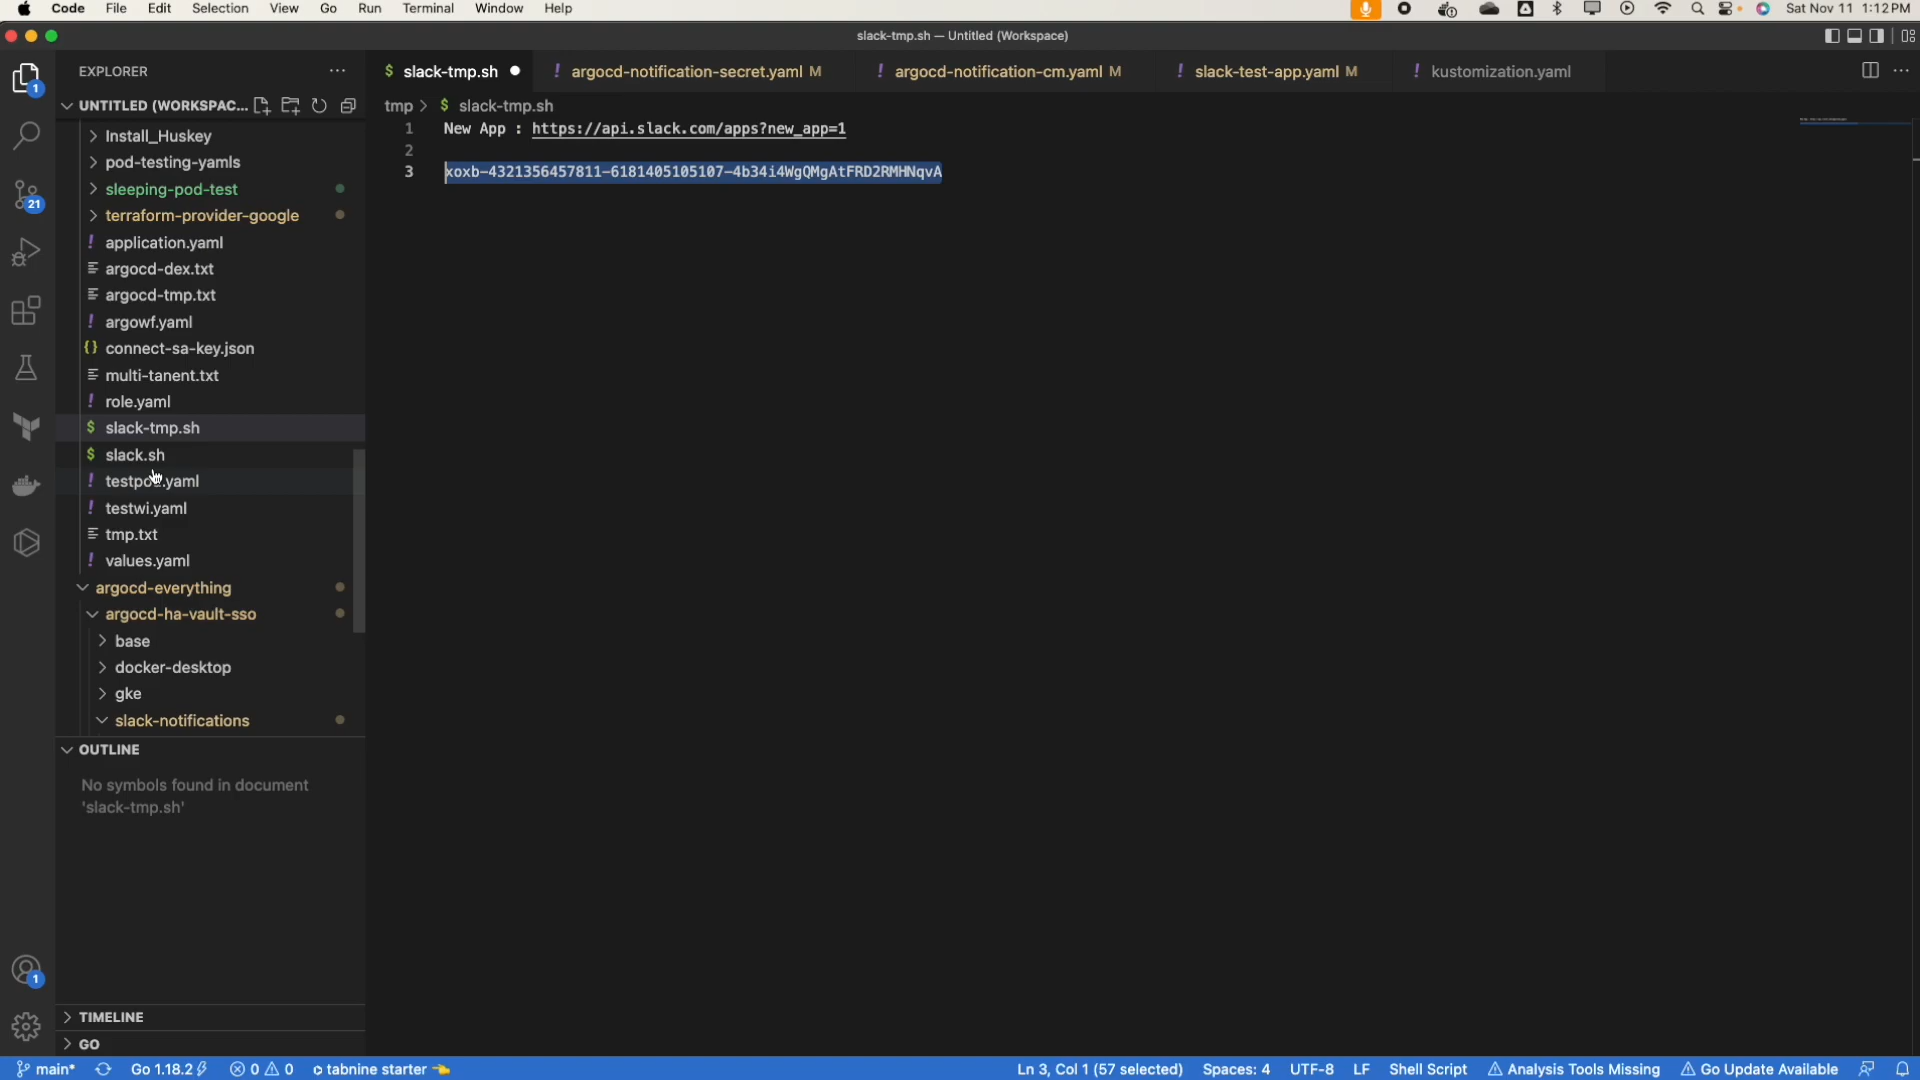 Code File Edit Selection View Go Run Terminal Window Help Sat Nov 11 1:12 PM
slack-tmp.sh — Untitled (Workspace)
EXPLORER
$ slack-tmp.sh ! argocd-notification-secret.yaml M ! argocd-notification-cm.yaml M ! slack-test-app.yaml M ! kustomization.yaml
UNTITLED (WORKSPAC...
tmp > $ slack-tmp.sh
1 New App : https://api.slack.com/apps?new_app=1
2
3 xoxb-4321356457811-6181405105107-4b34i4WgQMgAtFRD2RMHNqvA
1
21
Install_Huskey
pod-testing-yamls
sleeping-pod-test
terraform-provider-google
! application.yaml
argocd-dex.txt
argocd-tmp.txt
! argowf.yaml
{} connect-sa-key.json
multi-tanent.txt
! role.yaml
$ slack-tmp.sh
$ slack.sh
! testpod.yaml
! testwi.yaml
tmp.txt
! values.yaml
argocd-everything
argocd-ha-vault-sso
base
docker-desktop
gke
slack-notifications
OUTLINE
No symbols found in document
'slack-tmp.sh'
1
TIMELINE
GO
main* Go 1.18.2 0 0 tabnine starter Ln 3, Col 1 (57 selected) Spaces: 4 UTF-8 LF Shell Script Analysis Tools Missing Go Update Available